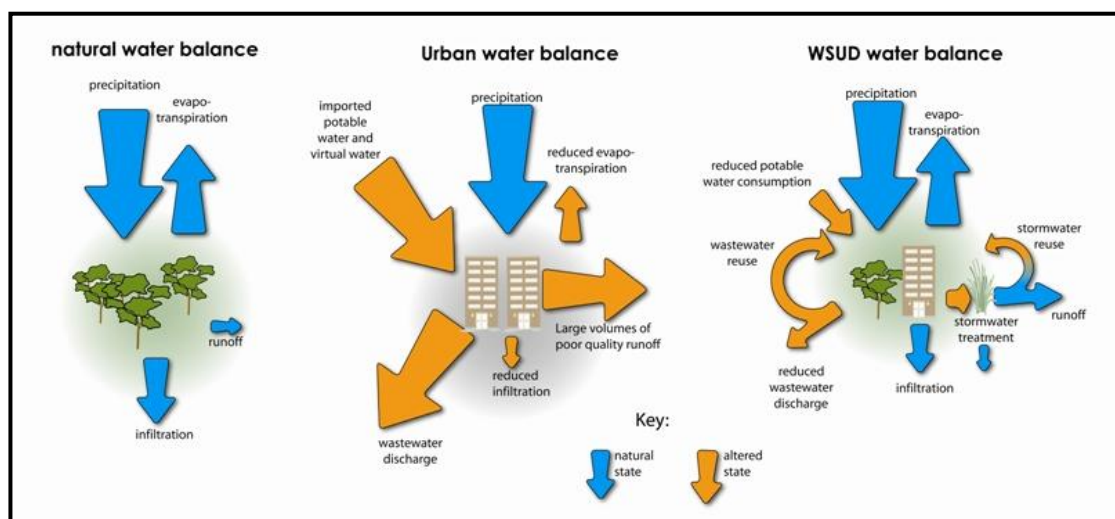 natural water balance
precipitation
evapo-
transpiration
runoff
infiltration
Urban water balance
imported
potable
water and
virtual water
precipitation
reduced evapo-
transpiration
Large volumes of
poor quality runoff
reduced
infiltration
wastewater
discharge
WSUD water balance
precipitation
evapo-
transpiration
reduced potable
water consumption
wastewater
reuse
stormwater
reuse
runoff
stormwater
treatment
reduced
wastewater
discharge
infiltration
Key:
natural
state
altered
state